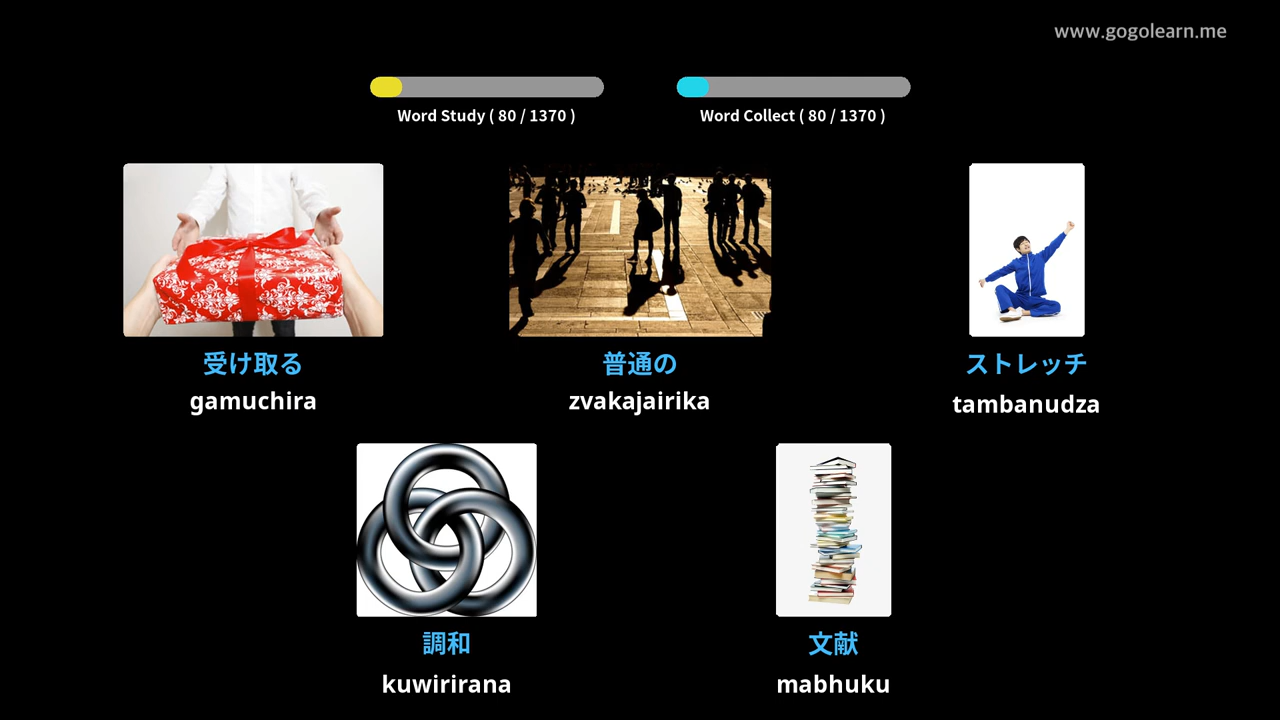 www.gogolearn.me
Word Study ( 80 / 1370 )
Word Collect ( 80 / 1370 )
受け取る
gamuchira
普通の
zvakajairika
ストレッチ
tambanudza
調和
kuwirirana
文献
mabhuku